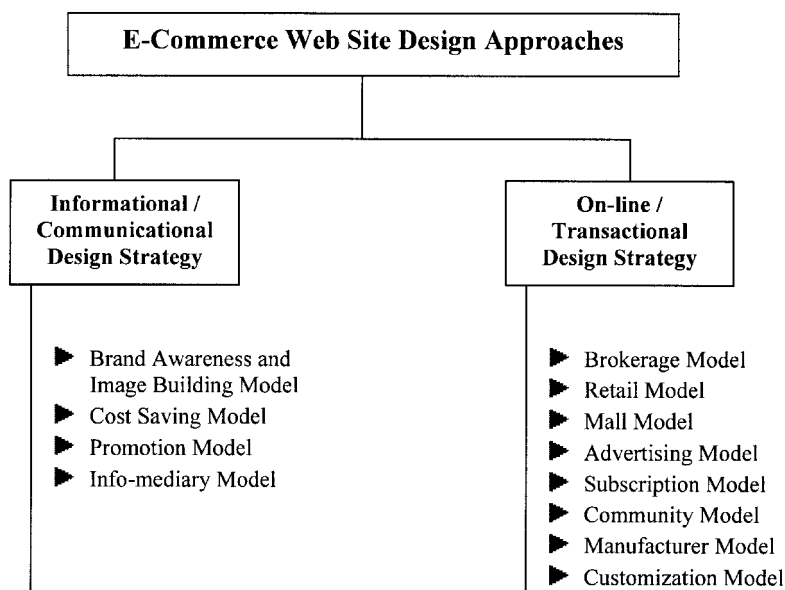 E-Commerce Web Site Design Approaches
Informational /
Communicational
Design Strategy
Brand Awareness and
Image Building Model
Cost Saving Model
Promotion Model
Info-mediary Model
On-line /
Transactional
Design Strategy
Brokerage Model
Retail Model
Mall Model
Advertising Model
Subscription Model
Community Model
Manufacturer Model
Customization Model